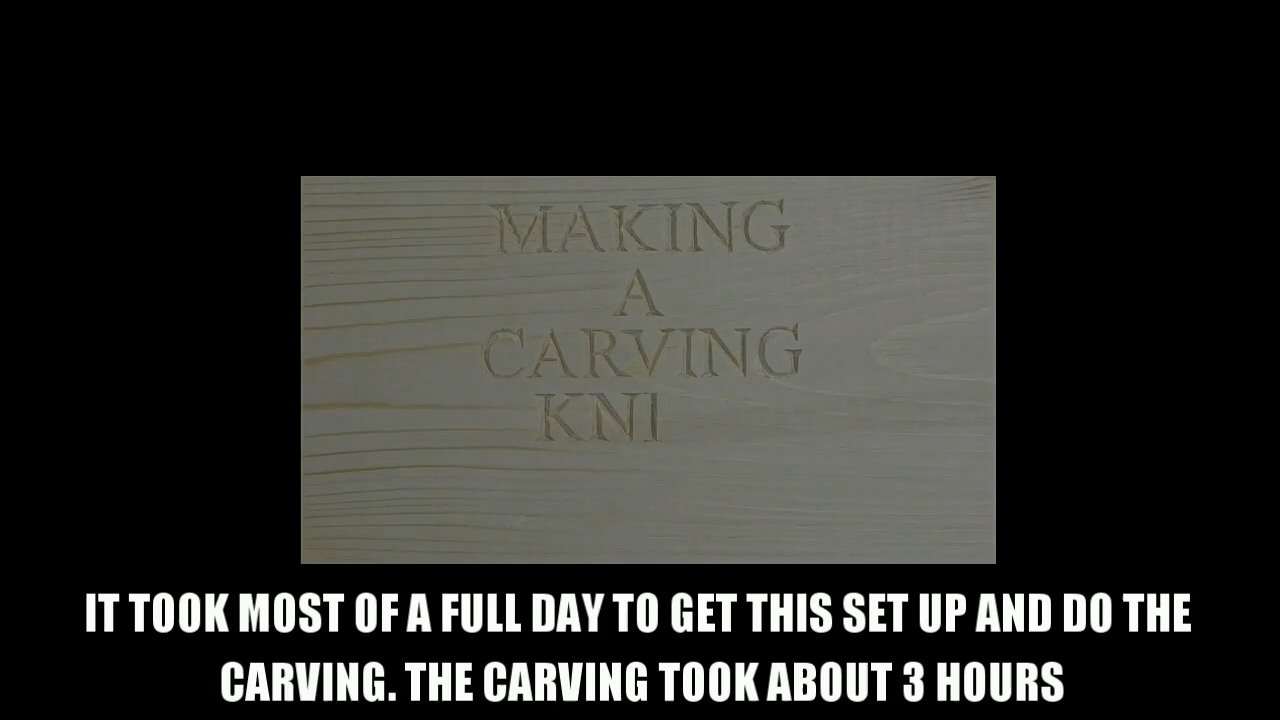 MAKING
A
CARVING
KNI
IT TOOK MOST OF A FULL DAY TO GET THIS SET UP AND DO THE
CARVING. THE CARVING TOOK ABOUT 3 HOURS